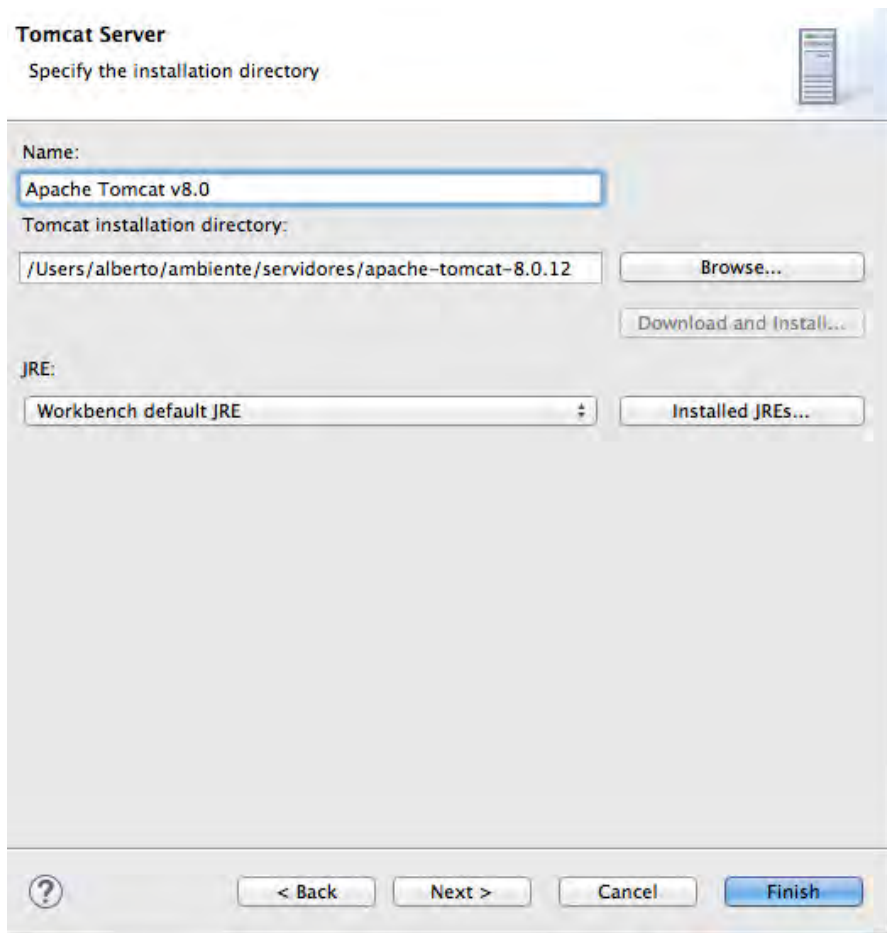 Tomcat Server
Specify the installation directory
Name:
Apache Tomcat v8.0
Tomcat installation directory:
/Users/alberto/ambiente/servidores/apache-tomcat-8.0.12
Browse...
Download and Install...
JRE:
Workbench default JRE
Installed JREs...
?
< Back
Next >
Cancel
Finish